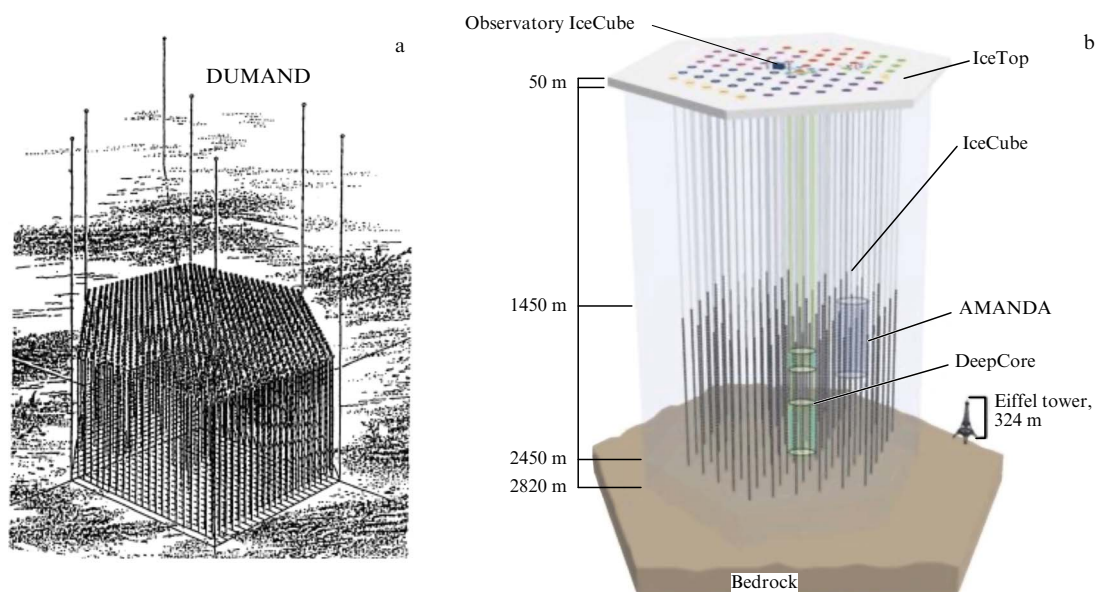 a
DUMAND
Observatory IceCube
b
IceTop
50 m
IceCube
1450 m
AMANDA
DeepCore
Eiffel tower,
324 m
2450 m
2820 m
Bedrock